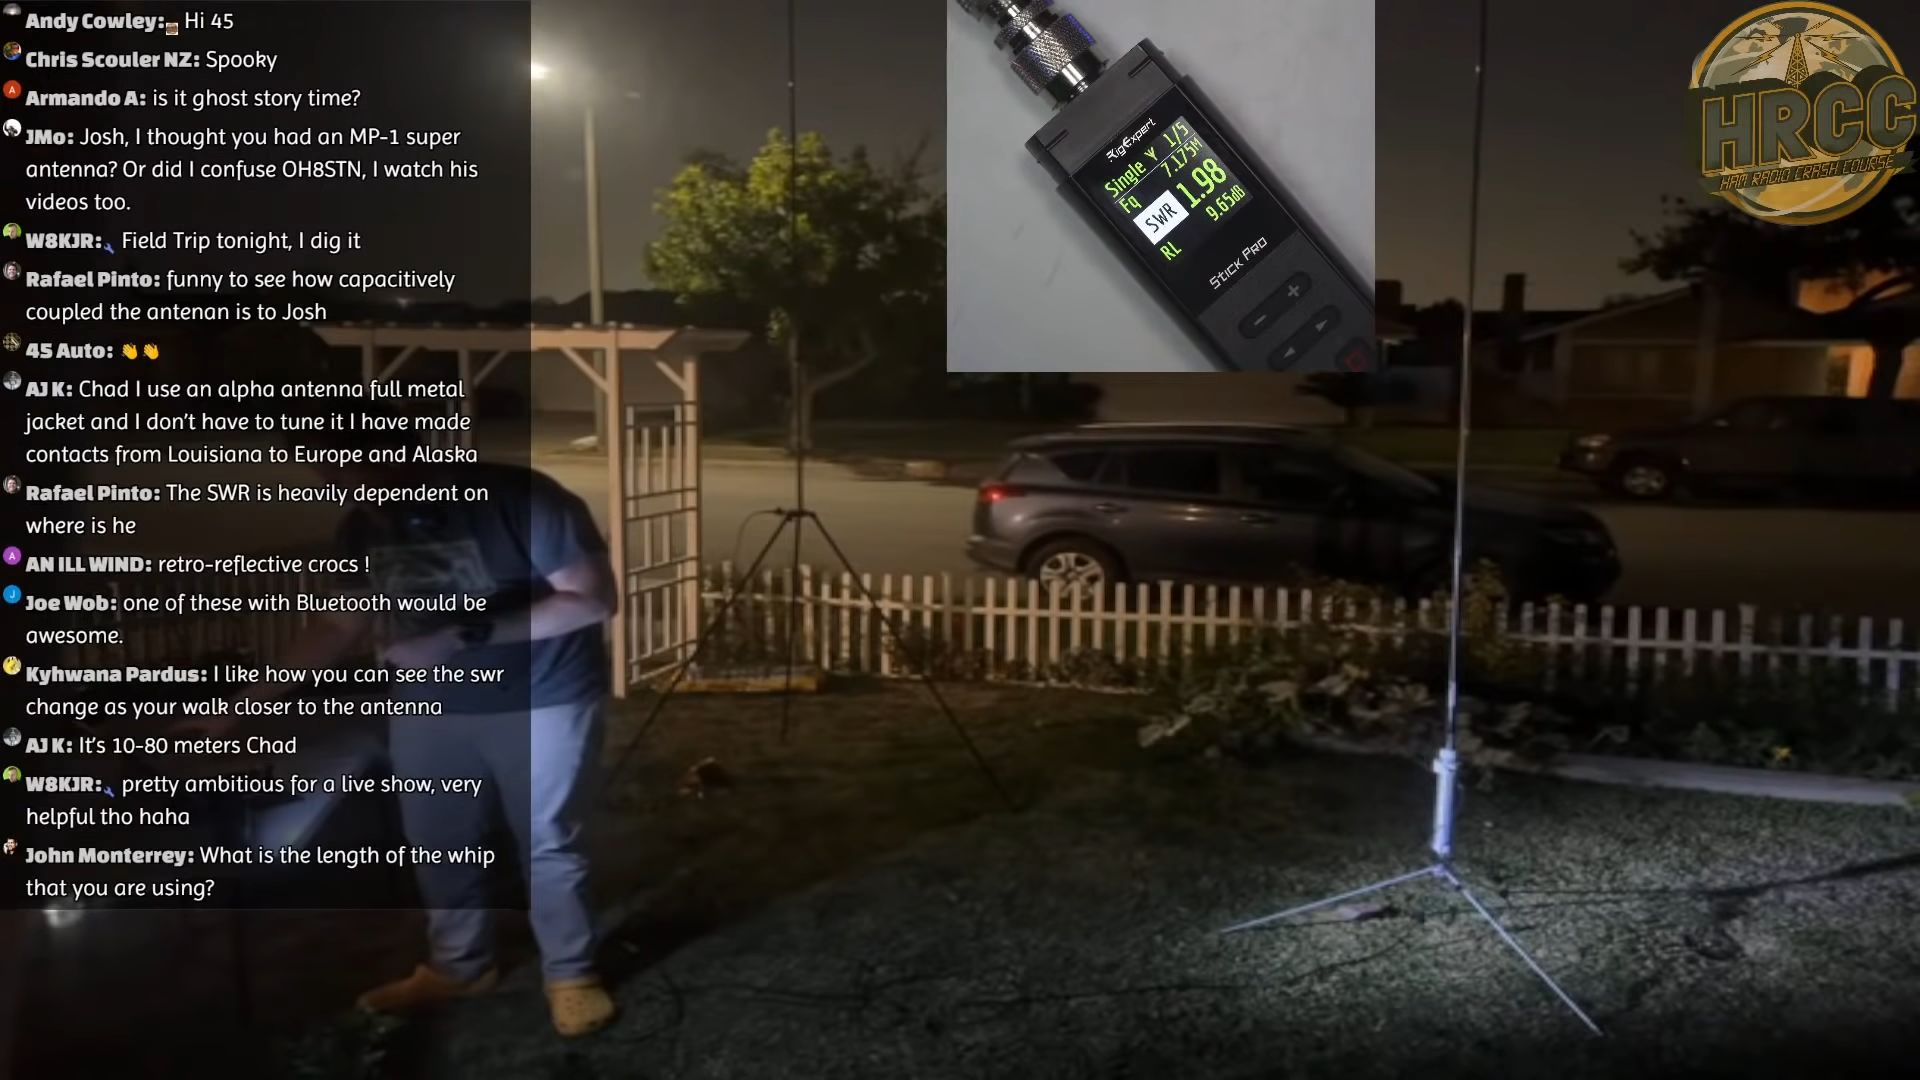 Andy Cowley: Hi 45
Chris Scouler NZ: Spooky
Armando A: is it ghost story time?
JMo: Josh, I thought you had an MP-1 super
antenna? Or did I confuse OH8STN, I watch his
videos too.
W8KJR: Field Trip tonight, I dig it
Rafael Pinto: funny to see how capacitively
coupled the antenan is to Josh
45 Auto: 👏👏
AJ K: Chad I use an alpha antenna full metal
jacket and I don't have to tune it I have made
contacts from Louisiana to Europe and Alaska
Rafael Pinto: The SWR is heavily dependent on
where is he
AN ILL WIND: retro-reflective crocs !
Joe Wob: one of these with Bluetooth would be
awesome.
Kyhwana Pardus: I like how you can see the swr
change as your walk closer to the antenna
AJ K: It's 10-80 meters Chad
W8KJR: pretty ambitious for a live show, very
helpful tho haha
John Monterrey: What is the length of the whip
that you are using?
RigExpert
Single 1/5
Fq 7.175M
SWR 1.98
RL 9.65dB
Stick Pro
HRCC
HAM RADIO CRASH COURSE